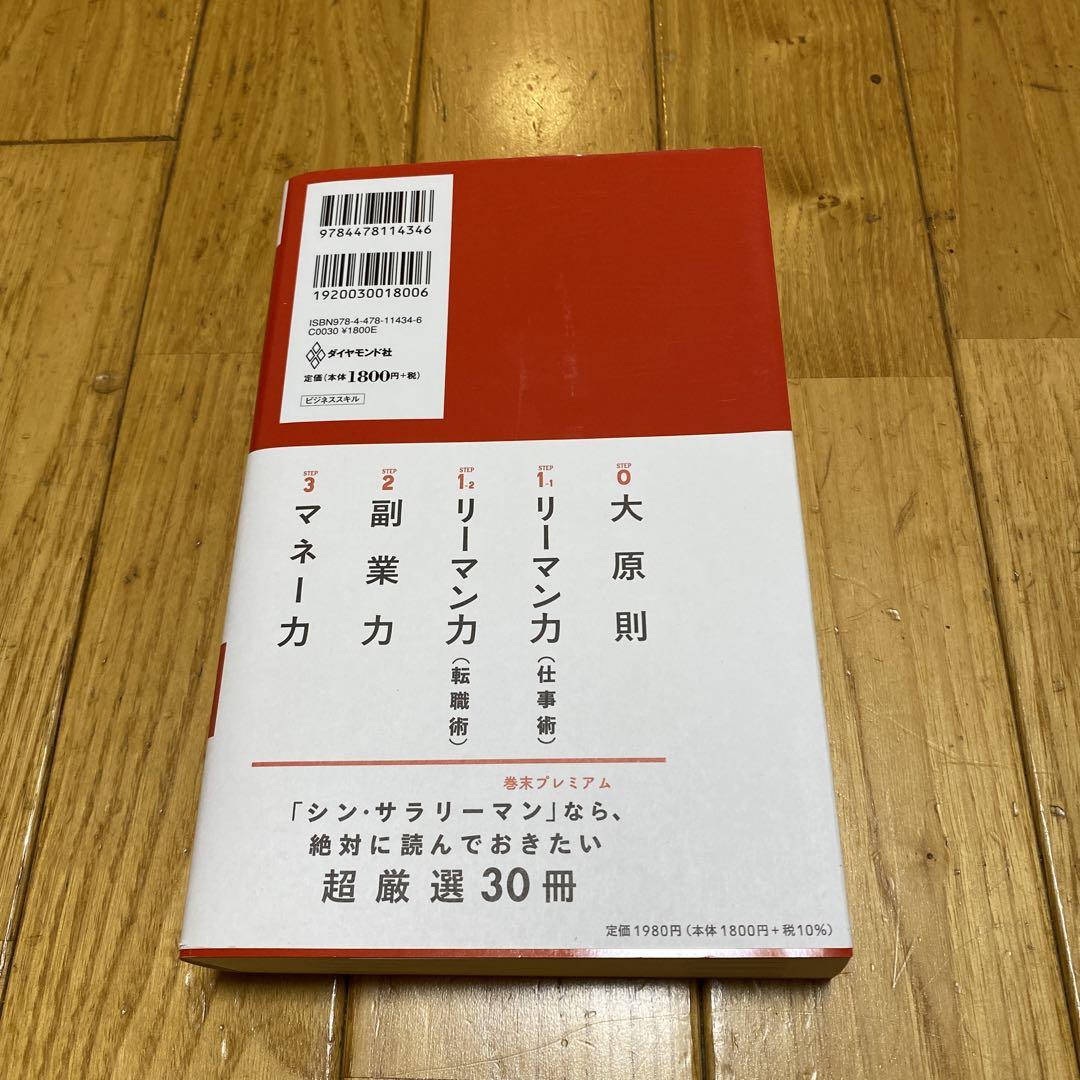 9784478114346
1920030018006
ISBN978-4-478-11434-6
C0030 ¥1800E
ダイヤモンド社
定価(本体1800円+税)
ビジネススキル
STEP 0 大原則
STEP 1-1 リーマン力(仕事術)
STEP 1-2 リーマン力(転職術)
STEP 2 副業力
STEP 3 マネー力
巻末プレミアム
「シン・サラリーマン」なら、
絶対に読んでおきたい
超厳選30冊
定価1980円(本体1800円+税10%)